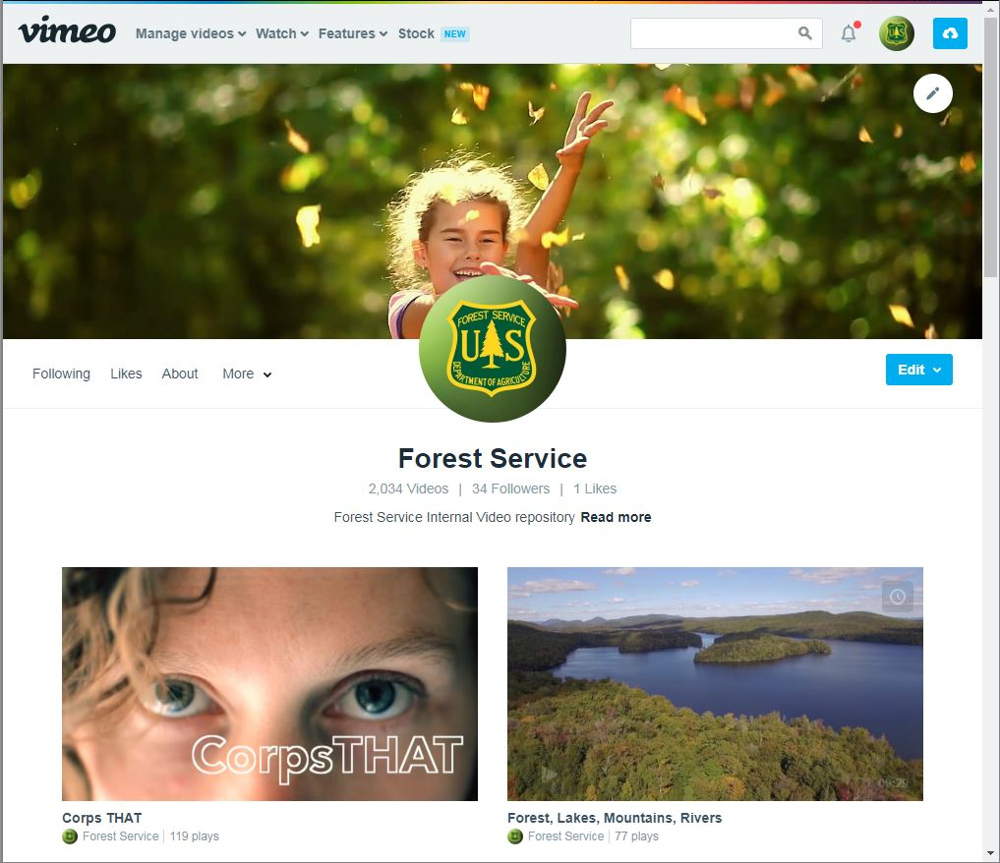 vimeo Manage videos Watch Features Stock NEW
FOREST SERVICE
U S
DEPARTMENT OF AGRICULTURE
Following Likes About More Edit
Forest Service
2,034 Videos | 34 Followers | 1 Likes
Forest Service Internal Video repository Read more
CorpsTHAT
Corps THAT
Forest Service | 119 plays
Forest, Lakes, Mountains, Rivers
Forest Service | 77 plays